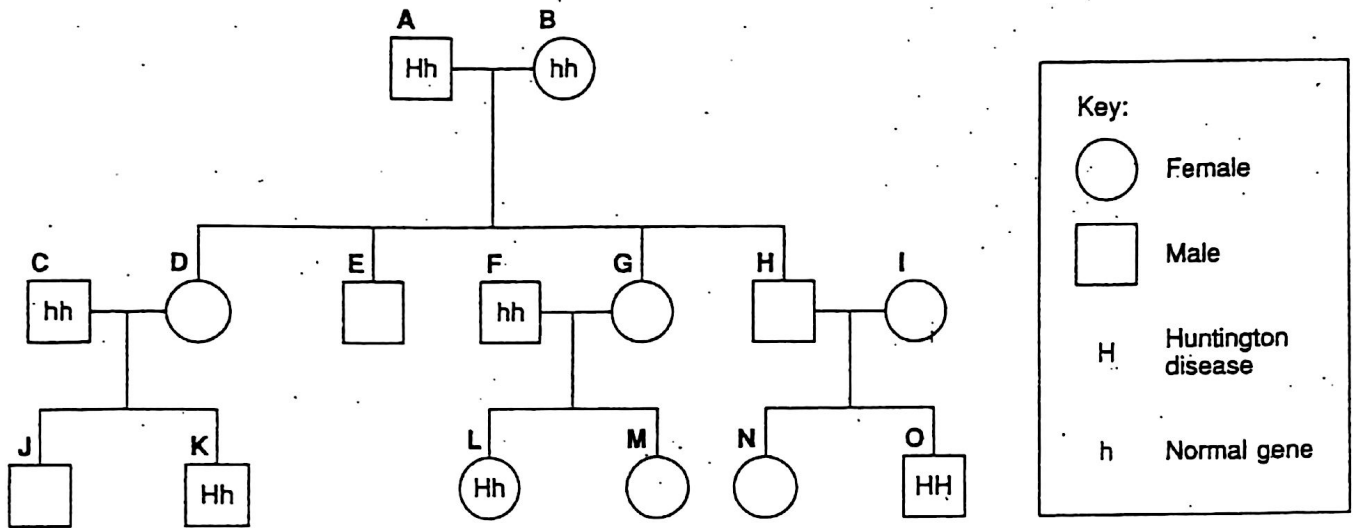 A B
Hh hh
C D E F G H I
hh hh
J K L M N O
Hh Hh HH
Key:
Female
Male
H Huntington
disease
h Normal gene